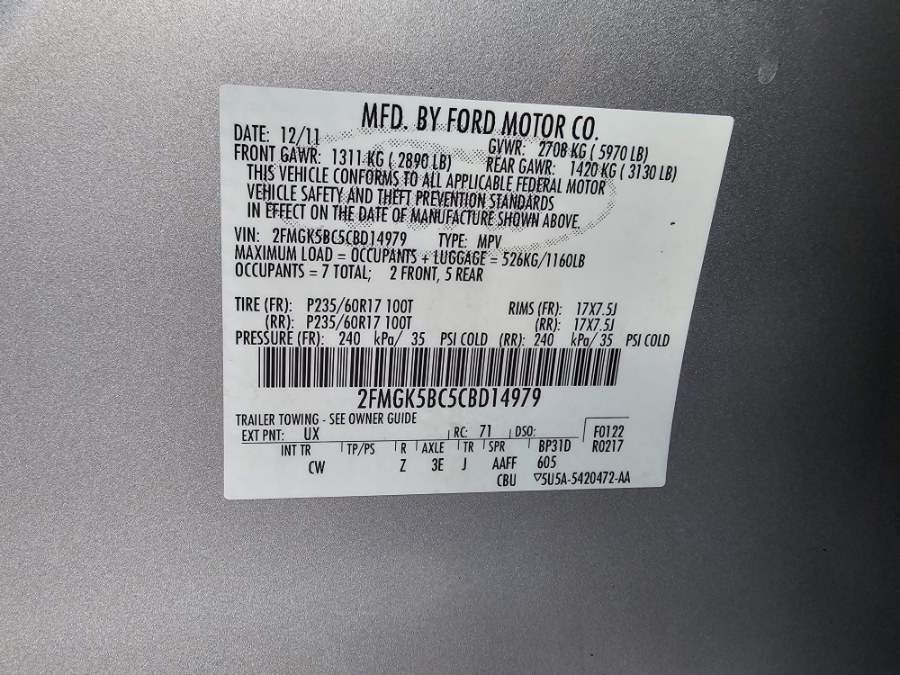 MFD. BY FORD MOTOR CO.
DATE: 12/11 GVWR: 2708 KG ( 5970 LB)
FRONT GAWR: 1311 KG ( 2890 LB) REAR GAWR: 1420 KG ( 3130 LB)
THIS VEHICLE CONFORMS TO ALL APPLICABLE FEDERAL MOTOR
VEHICLE SAFETY AND THEFT PREVENTION STANDARDS
IN EFFECT ON THE DATE OF MANUFACTURE SHOWN ABOVE.
VIN: 2FMGK5BC5CBD14979 TYPE: MPV
MAXIMUM LOAD = OCCUPANTS + LUGGAGE = 526KG/1160LB
OCCUPANTS = 7 TOTAL; 2 FRONT, 5 REAR
TIRE (FR): P235/60R17 100T RIMS (FR): 17X7.5J
(RR): P235/60R17 100T (RR): 17X7.5J
PRESSURE (FR): 240 kPa/ 35 PSI COLD (RR): 240 kPa/ 35 PSI COLD
2FMGK5BC5CBD14979
TRAILER TOWING - SEE OWNER GUIDE
EXT PNT: UX RC: 71 DSO: F0122
INT TR TP/PS R AXLE TR SPR BP31D R0217
CW Z 3E J AAFF 605
CBU ▽5U5A-5420472-AA